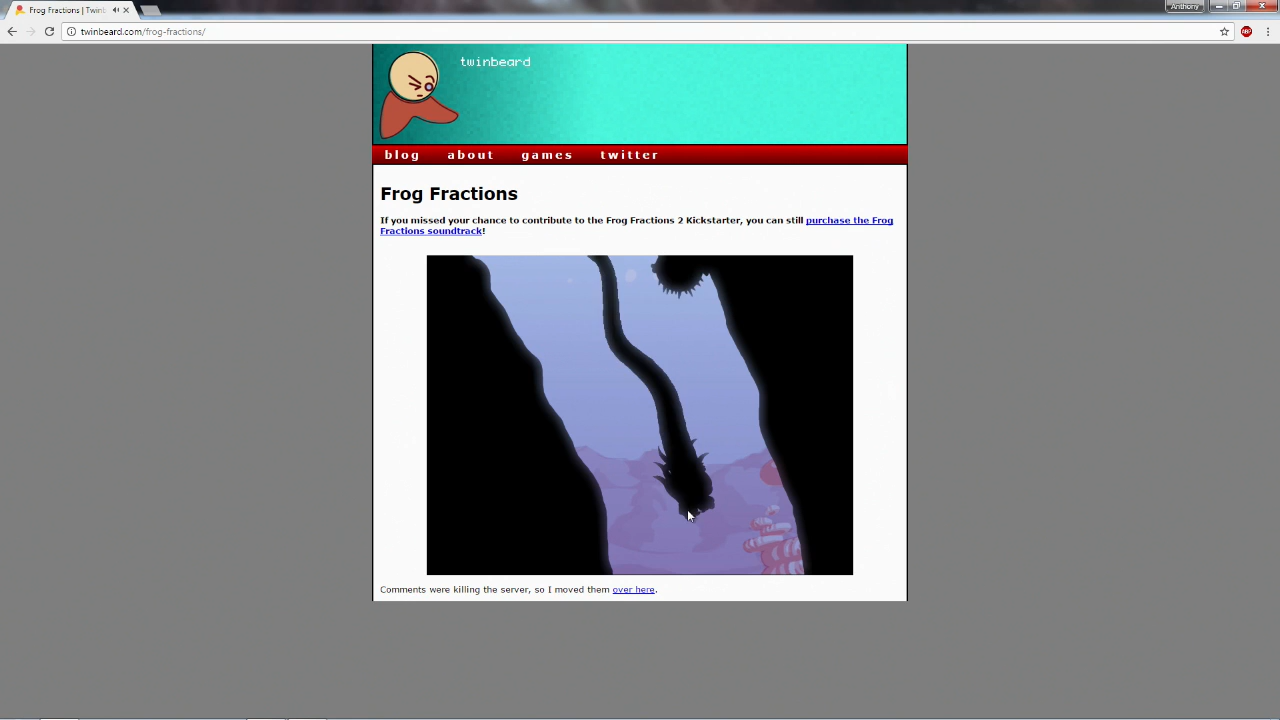 Frog Fractions | Twinb
Anthony
twinbeard.com/frog-fractions/
ABP
twinbeard
blog about games twitter
Frog Fractions
If you missed your chance to contribute to the Frog Fractions 2 Kickstarter, you can still purchase the Frog
Fractions soundtrack!
Comments were killing the server, so I moved them over here.